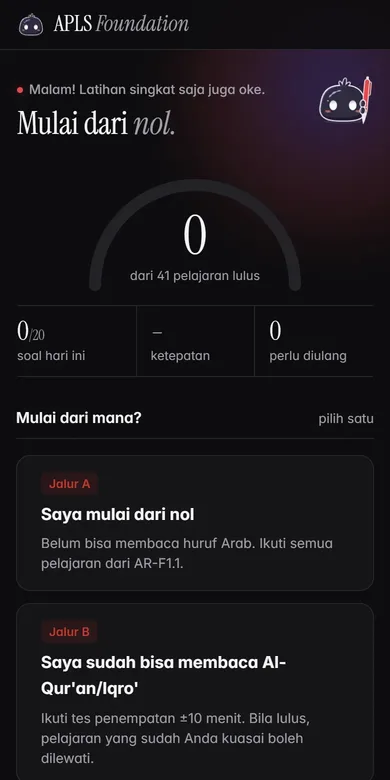 APLS Foundation
Malam! Latihan singkat saja juga oke.
Mulai dari nol.
0
dari 41 pelajaran lulus
0/20
soal hari ini
–
ketepatan
0
perlu diulang
Mulai dari mana?
pilih satu
Jalur A
Saya mulai dari nol
Belum bisa membaca huruf Arab. Ikuti semua
pelajaran dari AR-F1.1.
Jalur B
Saya sudah bisa membaca Al-
Qur'an/Iqro'
Ikuti tes penempatan ±10 menit. Bila lulus,
pelajaran yang sudah Anda kuasai boleh
dilewati.